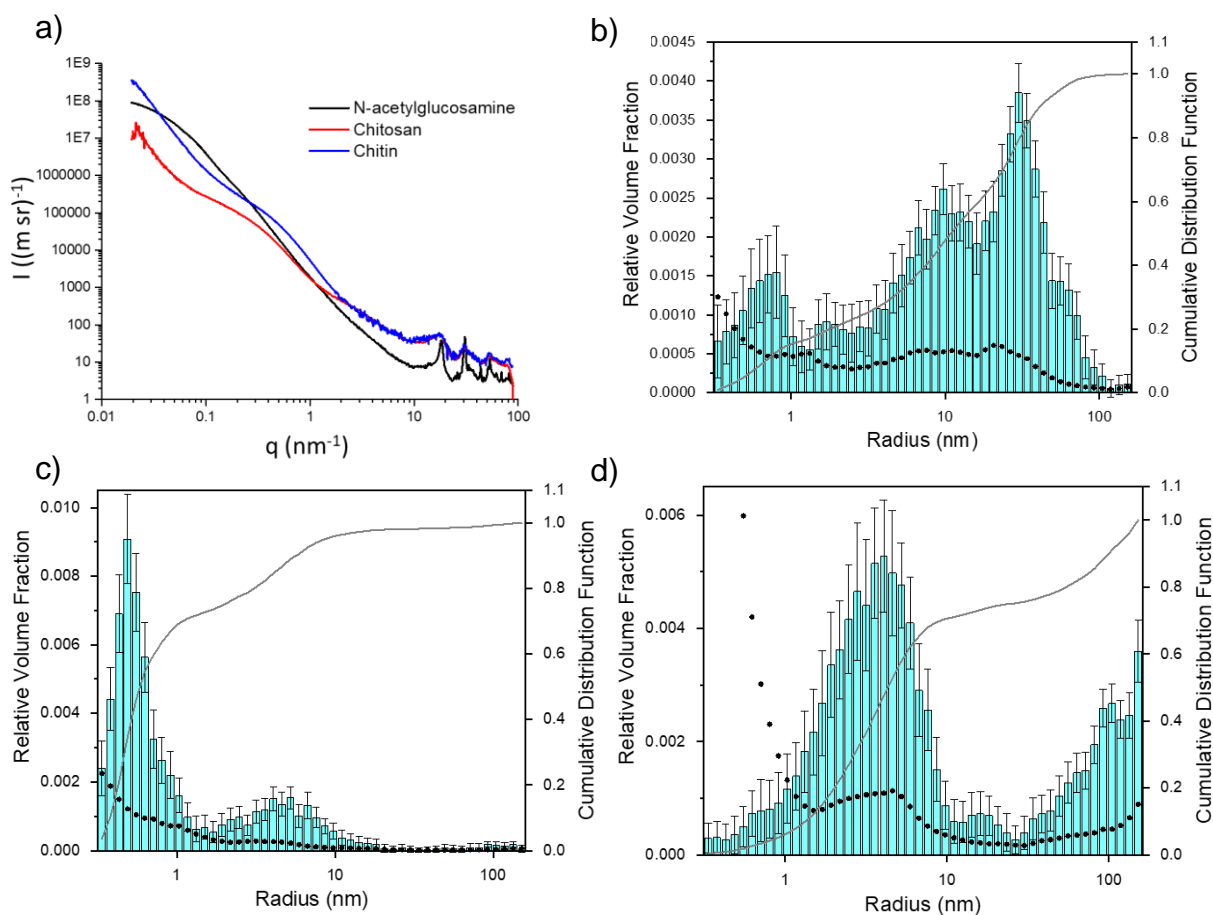 a)
1E9
1E8
1E7
1000000
100000
10000
1000
100
10
1
0.01
0.1
1
10
100
I ((m sr)⁻¹)
q (nm⁻¹)
N-acetylglucosamine
Chitosan
Chitin
b)
0.0045
0.0040
0.0035
0.0030
0.0025
0.0020
0.0015
0.0010
0.0005
0.0000
1.1
1.0
0.8
0.6
0.4
0.2
0.0
1
10
100
Relative Volume Fraction
Cumulative Distribution Function
Radius (nm)
c)
0.010
0.008
0.006
0.004
0.002
0.000
1.1
1.0
0.8
0.6
0.4
0.2
0.0
1
10
100
Relative Volume Fraction
Cumulative Distribution Function
Radius (nm)
d)
0.006
0.004
0.002
0.000
1.1
1.0
0.8
0.6
0.4
0.2
0.0
1
10
100
Relative Volume Fraction
Cumulative Distribution Function
Radius (nm)